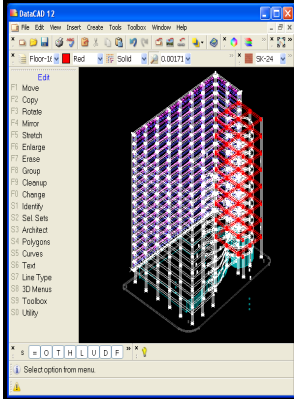 DataCAD 12
File Edit View Insert Create Tools Toolbox Window Help
Floor-1 Red Solid 0.00171 SK-24
Edit
F1 Move
F2 Copy
F3 Rotate
F4 Mirror
F5 Stretch
F6 Enlarge
F7 Erase
F8 Group
F9 Cleanup
F0 Change
S1 Identify
S2 Sel. Sets
S3 Architect
S4 Polygons
S5 Curves
S6 Text
S7 Line Type
S8 3D Menus
S9 Toolbox
S0 Utility
s = O T H L U D F
Select option from menu.